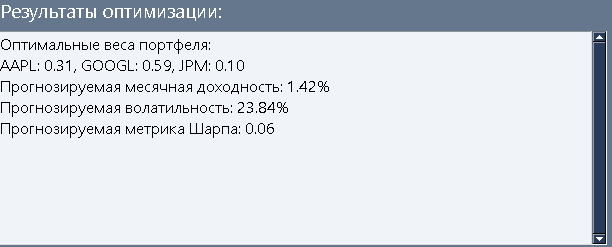 Результаты оптимизации:
Оптимальные веса портфеля:
AAPL: 0.31, GOOGL: 0.59, JPM: 0.10
Прогнозируемая месячная доходность: 1.42%
Прогнозируемая волатильность: 23.84%
Прогнозируемая метрика Шарпа: 0.06